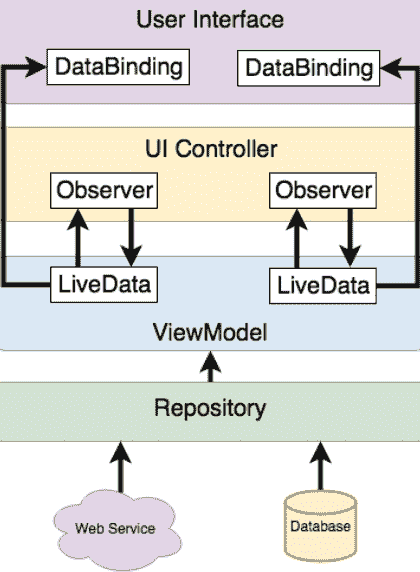 User Interface
DataBinding
DataBinding
UI Controller
Observer
Observer
LiveData
LiveData
ViewModel
Repository
Web Service
Database